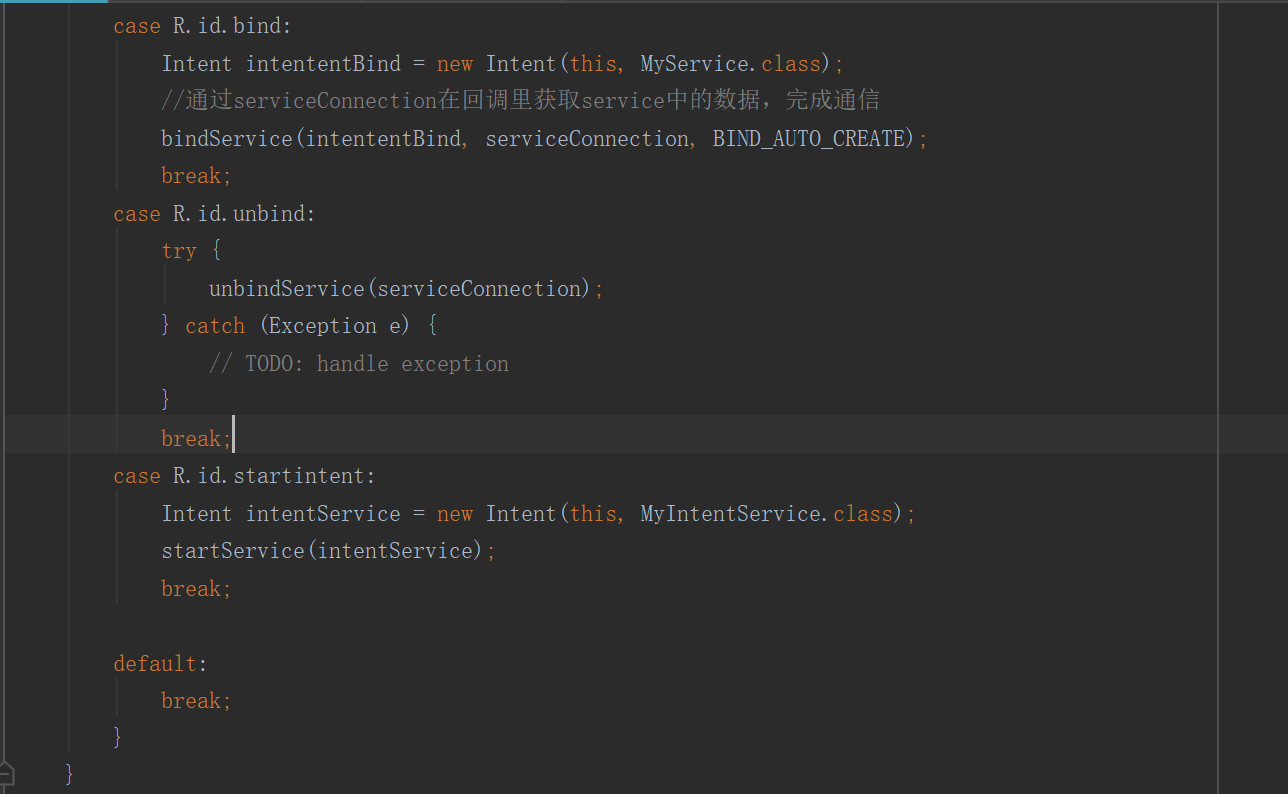 case R.id.bind:
Intent intententBind = new Intent(this, MyService.class);
//通过serviceConnection在回调里获取service中的数据，完成通信
bindService(intententBind, serviceConnection, BIND_AUTO_CREATE);
break;
case R.id.unbind:
try {
unbindService(serviceConnection);
} catch (Exception e) {
// TODO: handle exception
}
break;
case R.id.startintent:
Intent intentService = new Intent(this, MyIntentService.class);
startService(intentService);
break;
default:
break;
}
}